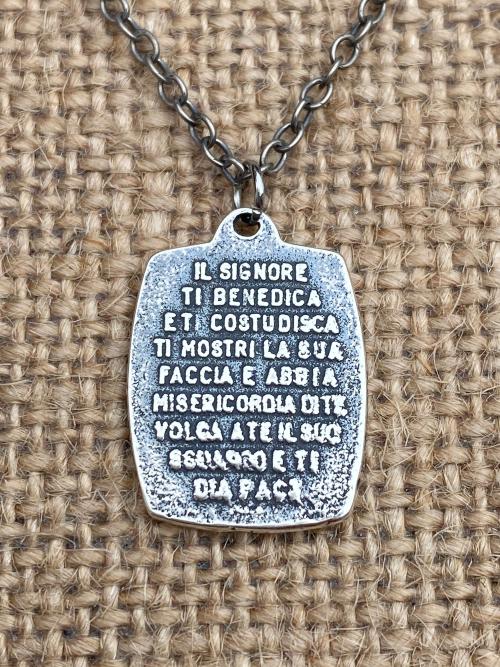 IL SIGNORE
TI BENEDICA
E TI COSTUDISCA
TI MOSTRI LA SUA
FACCIA E ABBIA
MISERICORDIA DI TE
VOLGA A TE IL SUO
SGUARDO E TI
DIA PACE